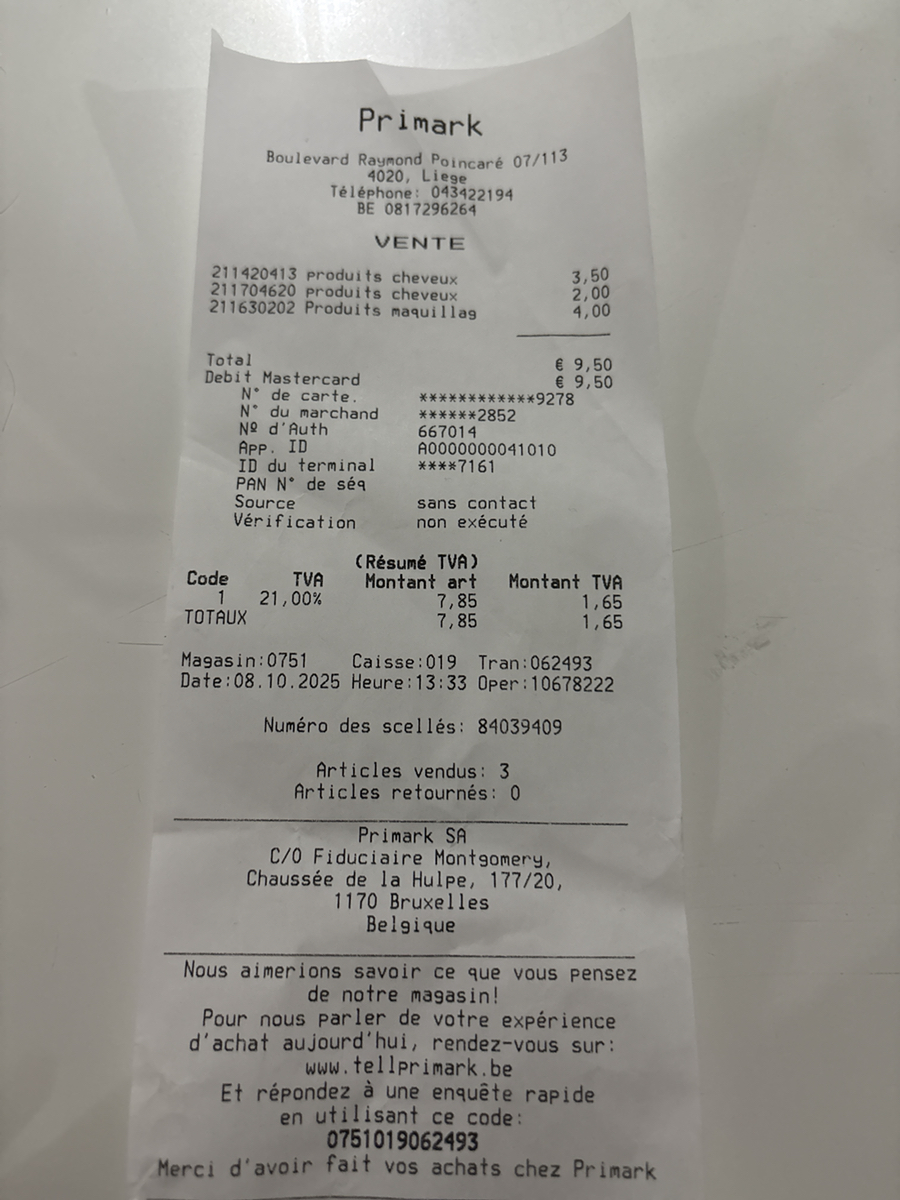 Primark
Boulevard Raymond Poincaré 07/113
4020, Liege
Téléphone: 043422194
BE 0817296264
VENTE
211420413 produits cheveux 3,50
211704620 produits cheveux 2,00
211630202 Produits maquillag 4,00
Total € 9,50
Debit Mastercard € 9,50
N° de carte. ************9278
N° du marchand ******2852
Nº d'Auth 667014
App. ID A0000000041010
ID du terminal ****7161
PAN N° de séq
Source sans contact
Vérification non exécuté
(Résumé TVA)
Code TVA Montant art Montant TVA
1 21,00% 7,85 1,65
TOTAUX 7,85 1,65
Magasin:0751 Caisse:019 Tran:062493
Date:08.10.2025 Heure:13:33 Oper:10678222
Numéro des scellés: 84039409
Articles vendus: 3
Articles retournés: 0
Primark SA
C/O Fiduciaire Montgomery,
Chaussée de la Hulpe, 177/20,
1170 Bruxelles
Belgique
Nous aimerions savoir ce que vous pensez
de notre magasin!
Pour nous parler de votre expérience
d'achat aujourd'hui, rendez-vous sur:
www.tellprimark.be
Et répondez à une enquête rapide
en utilisant ce code:
0751019062493
Merci d'avoir fait vos achats chez Primark